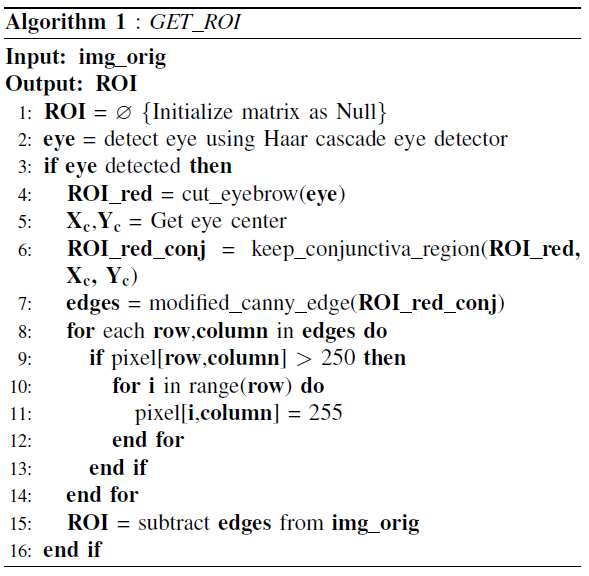 Algorithm 1 : GET_ROI
Input: img_orig
Output: ROI
1: ROI = ∅ {Initialize matrix as Null}
2: eye = detect eye using Haar cascade eye detector
3: if eye detected then
4: ROI_red = cut_eyebrow(eye)
5: Xc,Yc = Get eye center
6: ROI_red_conj = keep_conjunctiva_region(ROI_red,
Xc, Yc)
7: edges = modified_canny_edge(ROI_red_conj)
8: for each row,column in edges do
9: if pixel[row,column] > 250 then
10: for i in range(row) do
11: pixel[i,column] = 255
12: end for
13: end if
14: end for
15: ROI = subtract edges from img_orig
16: end if